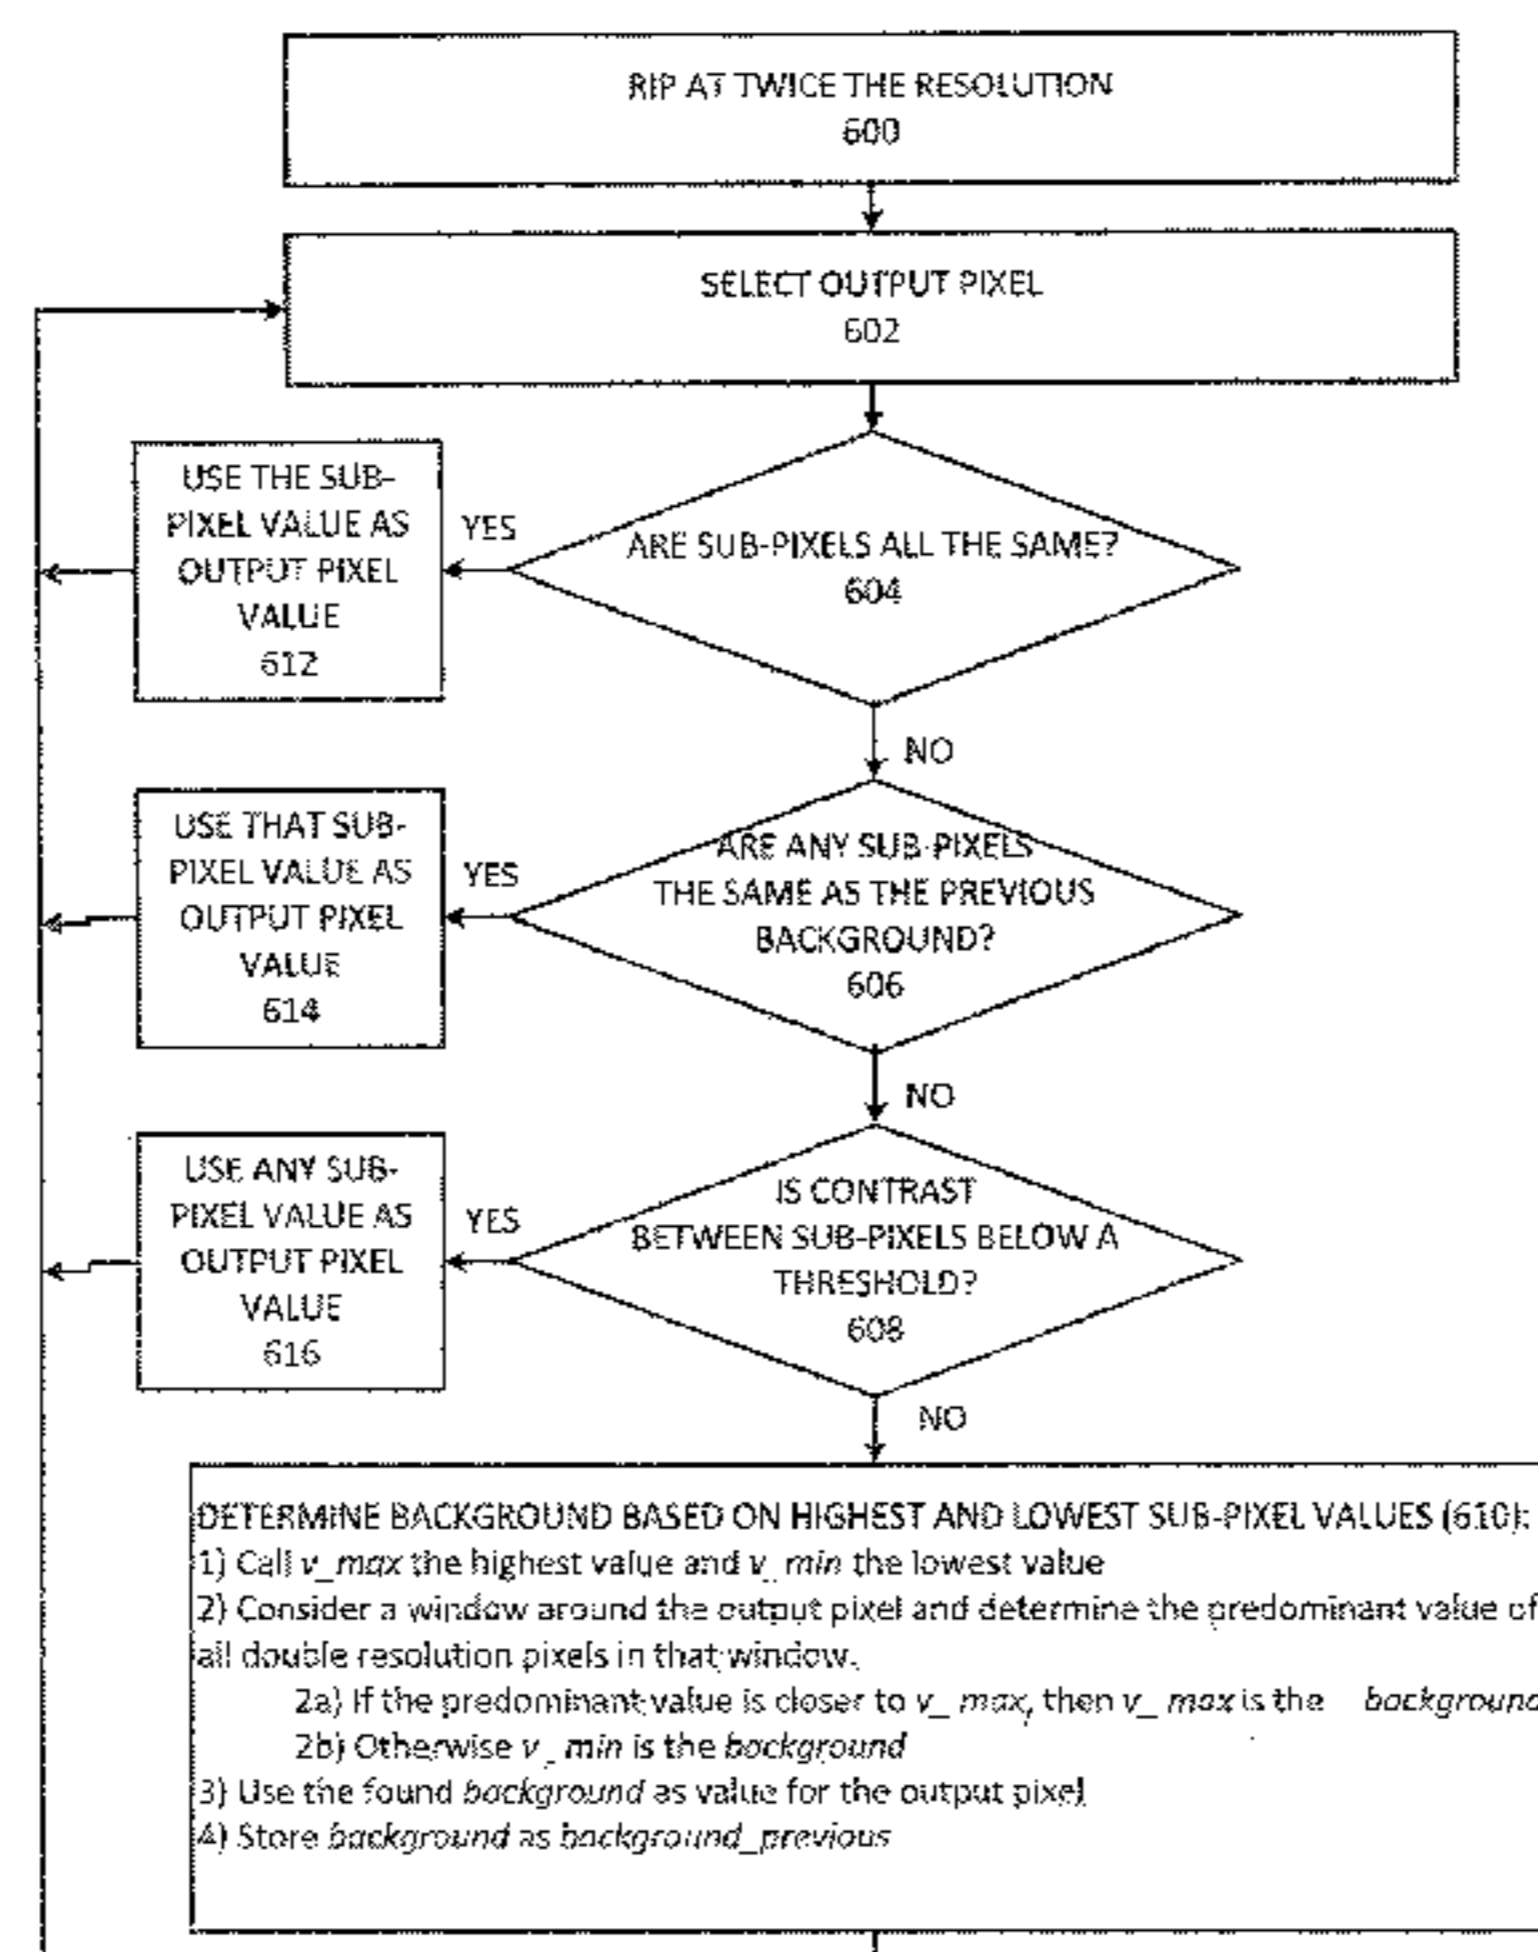 RIP AT TWICE THE RESOLUTION
600
SELECT OUTPUT PIXEL
602
USE THE SUB-
PIXEL VALUE AS
OUTPUT PIXEL
VALUE
612
YES
ARE SUB-PIXELS ALL THE SAME?
604
NO
USE THAT SUB-
PIXEL VALUE AS
OUTPUT PIXEL
VALUE
614
YES
ARE ANY SUB-PIXELS
THE SAME AS THE PREVIOUS
BACKGROUND?
606
NO
USE ANY SUB-
PIXEL VALUE AS
OUTPUT PIXEL
VALUE
616
YES
IS CONTRAST
BETWEEN SUB-PIXELS BELOW A
THRESHOLD?
608
NO
DETERMINE BACKGROUND BASED ON HIGHEST AND LOWEST SUB-PIXEL VALUES (610):
1) Call v_max the highest value and v_min the lowest value
2) Consider a window around the output pixel and determine the predominant value of
all double resolution pixels in that window.
2a) If the predominant value is closer to v_max, then v_max is the background
2b) Otherwise v_min is the background
3) Use the found background as value for the output pixel
4) Store background as background_previous